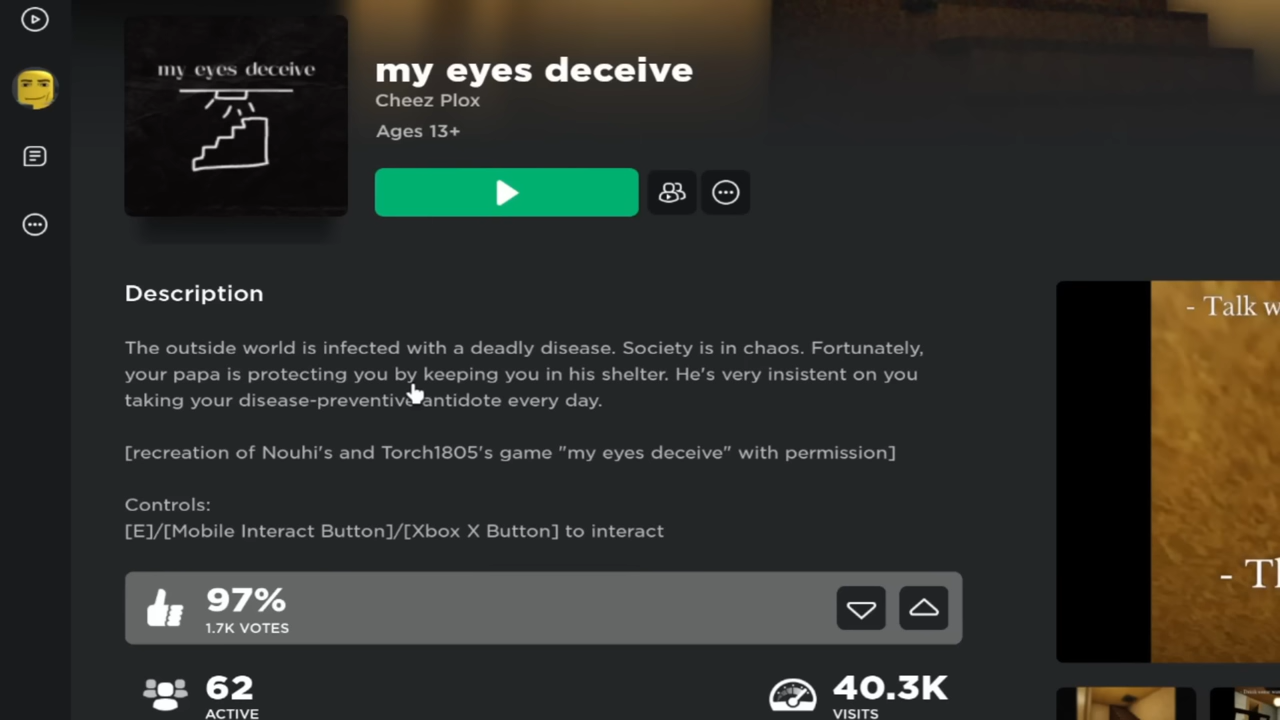 my eyes deceive
my eyes deceive
Cheez Plox
Ages 13+
Description
The outside world is infected with a deadly disease. Society is in chaos. Fortunately,
your papa is protecting you by keeping you in his shelter. He's very insistent on you
taking your disease-preventive antidote every day.
[recreation of Nouhi's and Torch1805's game "my eyes deceive" with permission]
Controls:
[E]/[Mobile Interact Button]/[Xbox X Button] to interact
- Talk w
- Th
97%
1.7K VOTES
62
ACTIVE
40.3K
VISITS